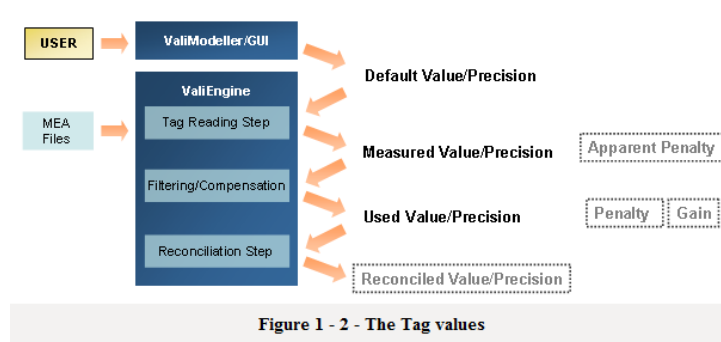 USER
ValiModeller/GUI
Default Value/Precision
ValiEngine
MEA
Files
Tag Reading Step
Measured Value/Precision
Apparent Penalty
Filtering/Compensation
Used Value/Precision
Penalty
Gain
Reconciliation Step
Reconciled Value/Precision
Figure 1 - 2 - The Tag values